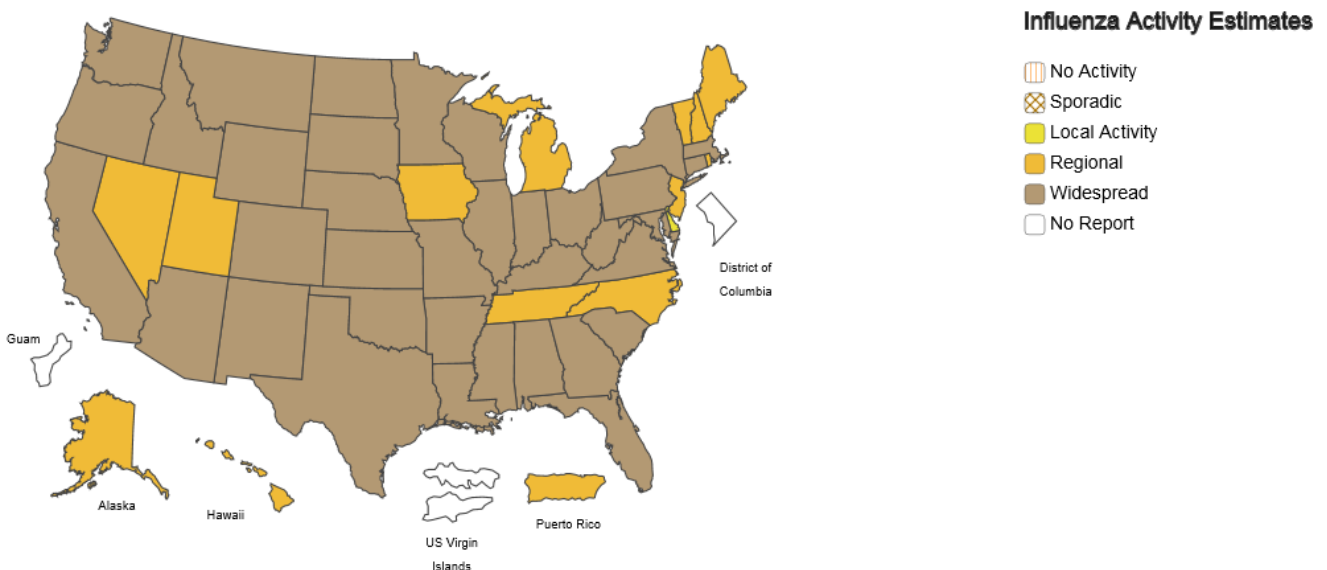 Influenza Activity Estimates
No Activity
Sporadic
Local Activity
Regional
Widespread
No Report
District of
Columbia
Guam
Alaska
Hawaii
Puerto Rico
US Virgin
Islands